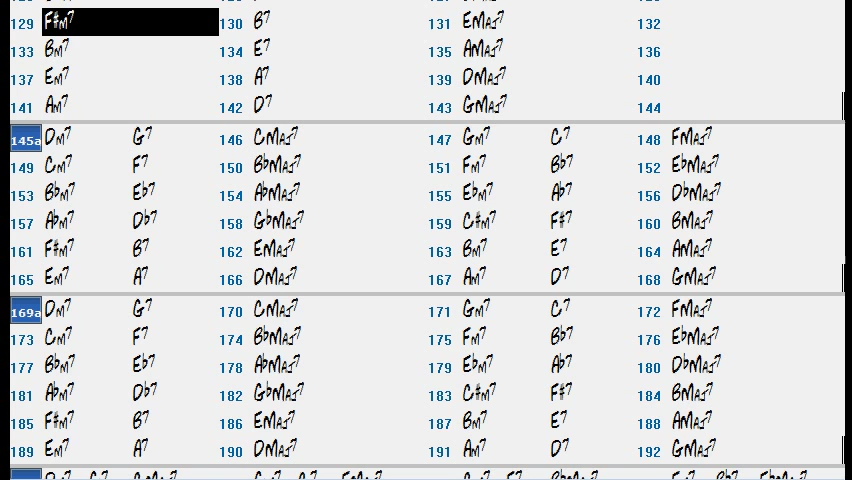 129 F#m7 130 B7 131 EMaj7 132
133 Bm7 134 E7 135 AMaj7 136
137 Em7 138 A7 139 DMaj7 140
141 Am7 142 D7 143 GMaj7 144
145a Dm7 G7 146 CMaj7 147 Gm7 C7 148 FMaj7
149 Cm7 F7 150 BbMaj7 151 Fm7 Bb7 152 EbMaj7
153 Bbm7 Eb7 154 AbMaj7 155 Ebm7 Ab7 156 DbMaj7
157 Abm7 Db7 158 GbMaj7 159 C#m7 F#7 160 BMaj7
161 F#m7 B7 162 EMaj7 163 Bm7 E7 164 AMaj7
165 Em7 A7 166 DMaj7 167 Am7 D7 168 GMaj7
169a Dm7 G7 170 CMaj7 171 Gm7 C7 172 FMaj7
173 Cm7 F7 174 BbMaj7 175 Fm7 Bb7 176 EbMaj7
177 Bbm7 Eb7 178 AbMaj7 179 Ebm7 Ab7 180 DbMaj7
181 Abm7 Db7 182 GbMaj7 183 C#m7 F#7 184 BMaj7
185 F#m7 B7 186 EMaj7 187 Bm7 E7 188 AMaj7
189 Em7 A7 190 DMaj7 191 Am7 D7 192 GMaj7